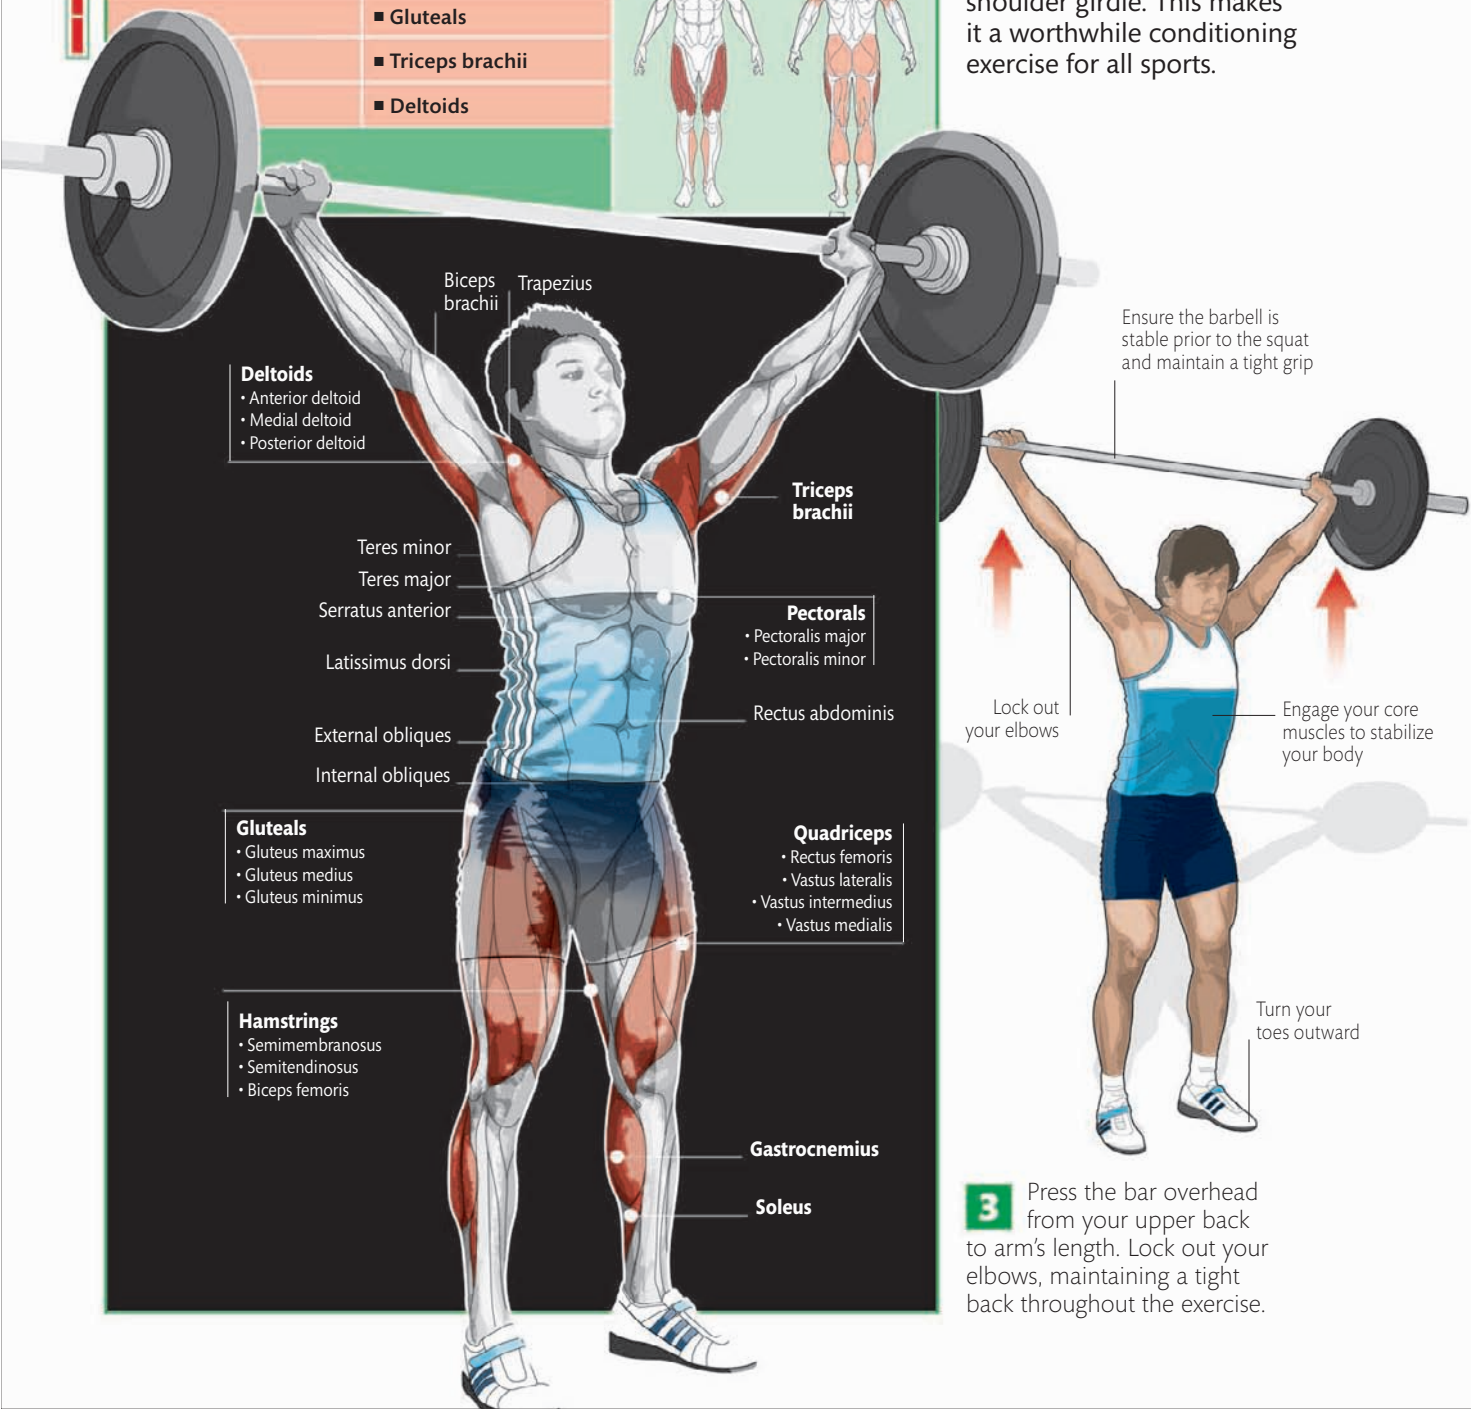 ■ Gluteals
■ Triceps brachii
■ Deltoids
shoulder girdle. This makes
it a worthwhile conditioning
exercise for all sports.
Biceps
brachii
Trapezius
Deltoids
• Anterior deltoid
• Medial deltoid
• Posterior deltoid
Triceps
brachii
Teres minor
Teres major
Serratus anterior
Latissimus dorsi
External obliques
Internal obliques
Pectorals
• Pectoralis major
• Pectoralis minor
Rectus abdominis
Gluteals
• Gluteus maximus
• Gluteus medius
• Gluteus minimus
Quadriceps
• Rectus femoris
• Vastus lateralis
• Vastus intermedius
• Vastus medialis
Hamstrings
• Semimembranosus
• Semitendinosus
• Biceps femoris
Gastrocnemius
Soleus
Ensure the barbell is
stable prior to the squat
and maintain a tight grip
Lock out
your elbows
Engage your core
muscles to stabilize
your body
Turn your
toes outward
3 Press the bar overhead
from your upper back
to arm's length. Lock out your
elbows, maintaining a tight
back throughout the exercise.